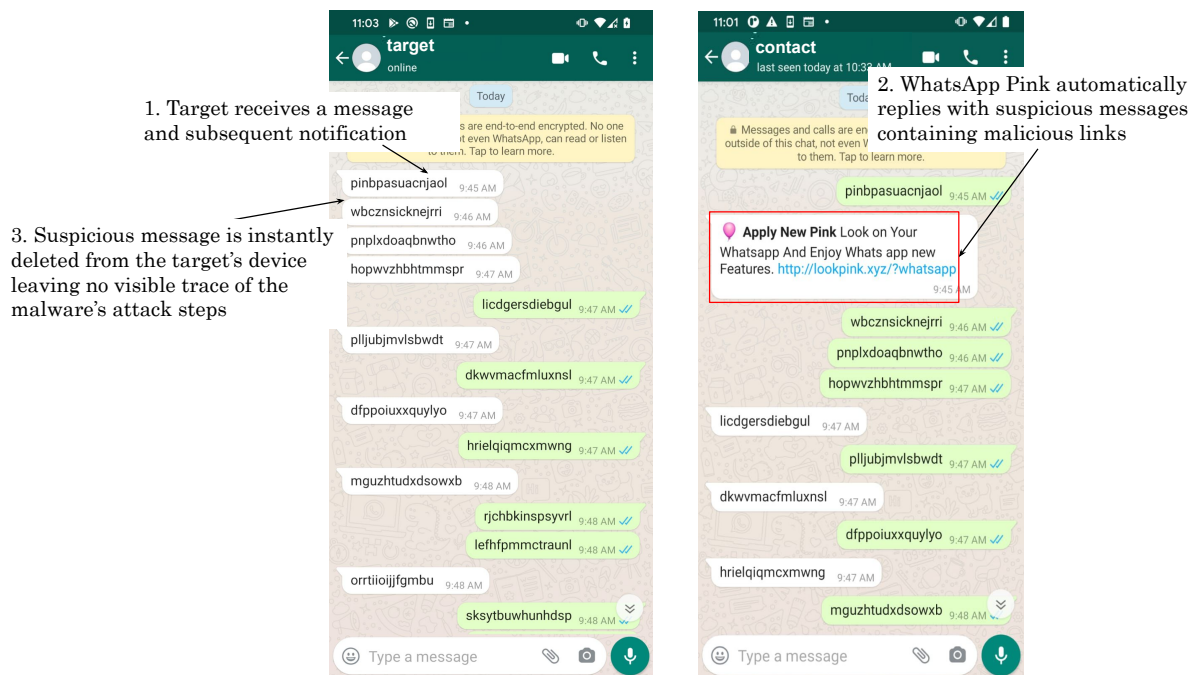 1. Target receives a message
and subsequent notification
3. Suspicious message is instantly
deleted from the target's device
leaving no visible trace of the
malware's attack steps
11:03
target
online
Today
s are end-to-end encrypted. No one
ot even WhatsApp, can read or listen
to them. Tap to learn more.
pinbpasuacnjaol 9:45 AM
wbcznsicknejrri 9:46 AM
pnplxdoaqbnwtho 9:46 AM
hopwvzhbhtmmspr 9:47 AM
licdgersdiebgul 9:47 AM
plljubjmvlsbwdt 9:47 AM
dkwvmacfmluxnsl 9:47 AM
dfppoiuxxquylyo 9:47 AM
hrielqiqmcxmwng 9:47 AM
mguzhtudxdsowxb 9:48 AM
rjchbkinspsyvrl 9:48 AM
lefhfpmmctraunl 9:48 AM
orrtiioijjfgmbu 9:48 AM
sksytbuwhunhdsp 9:48 AM
Type a message
11:01
contact
last seen today at 10:33 AM
2. WhatsApp Pink automatically
replies with suspicious messages
containing malicious links
Toda
Messages and calls are en
outside of this chat, not even W
to them. Tap to learn more.
pinbpasuacnjaol 9:45 AM
Apply New Pink Look on Your
Whatsapp And Enjoy Whats app new
Features. http://lookpink.xyz/?whatsapp
9:45 AM
wbcznsicknejrri 9:46 AM
pnplxdoaqbnwtho 9:46 AM
hopwvzhbhtmmspr 9:47 AM
licdgersdiebgul 9:47 AM
plljubjmvlsbwdt 9:47 AM
dkwvmacfmluxnsl 9:47 AM
dfppoiuxxquylyo 9:47 AM
hrielqiqmcxmwng 9:47 AM
mguzhtudxdsowxb 9:48 AM
Type a message